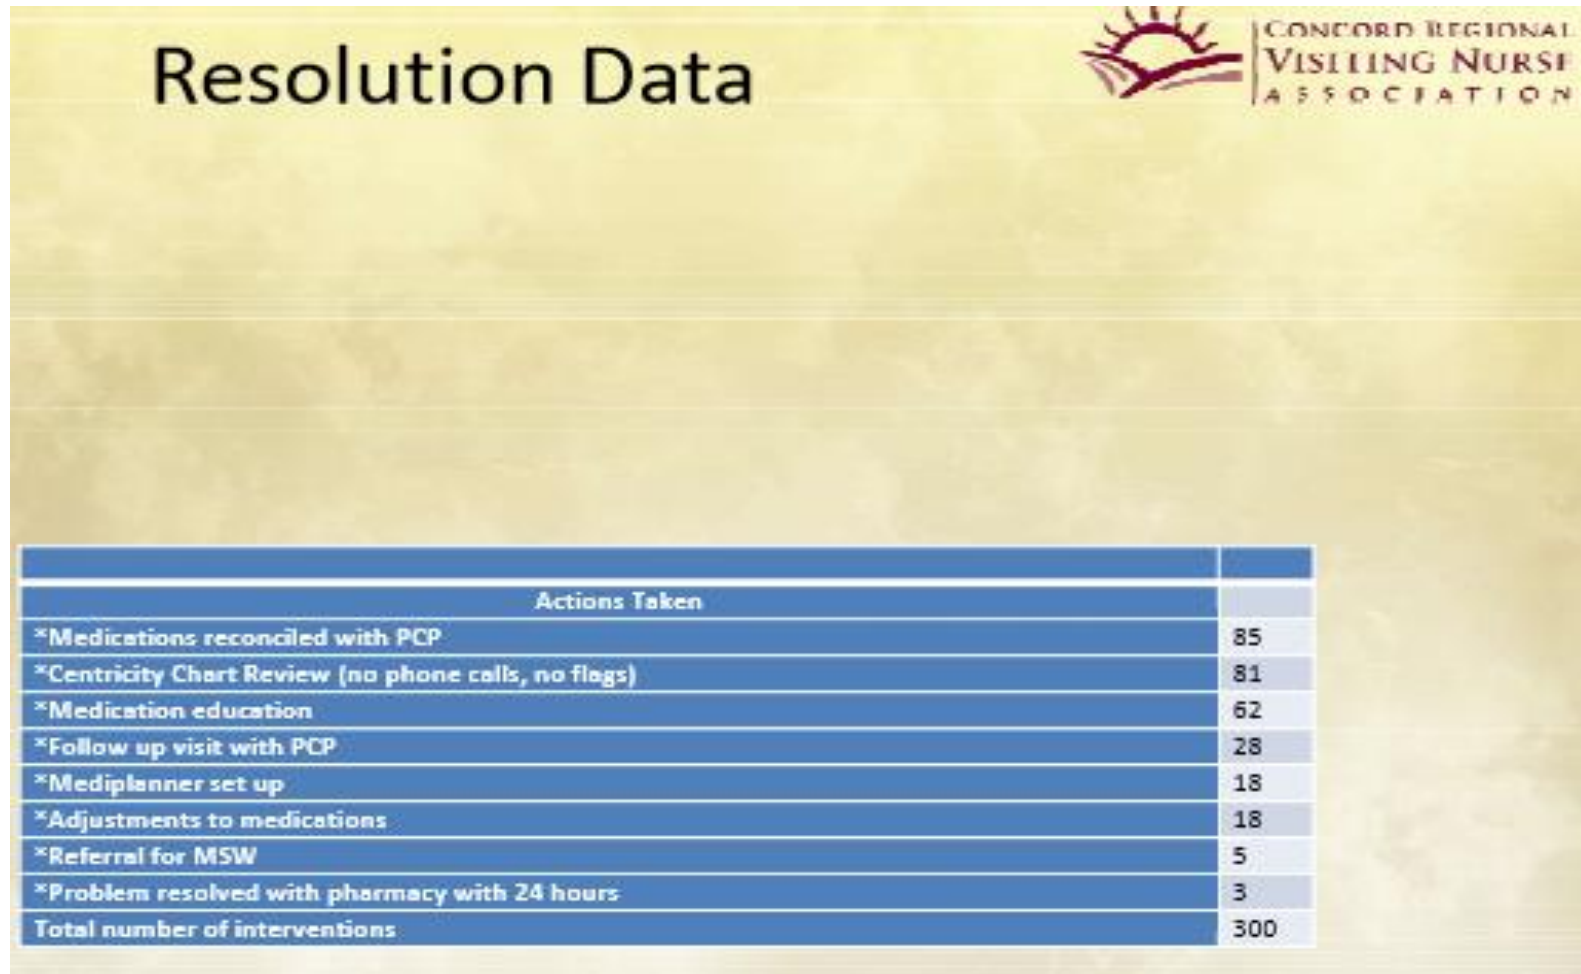 Resolution Data
CONCORD REGIONAL
VISITING NURSE
ASSOCIATION
Actions Taken
*Medications reconciled with PCP 85
*Centricity Chart Review (no phone calls, no flags) 81
*Medication education 62
*Follow up visit with PCP 28
*Mediplanner set up 18
*Adjustments to medications 18
*Referral for MSW 5
*Problem resolved with pharmacy with 24 hours 3
Total number of interventions 300